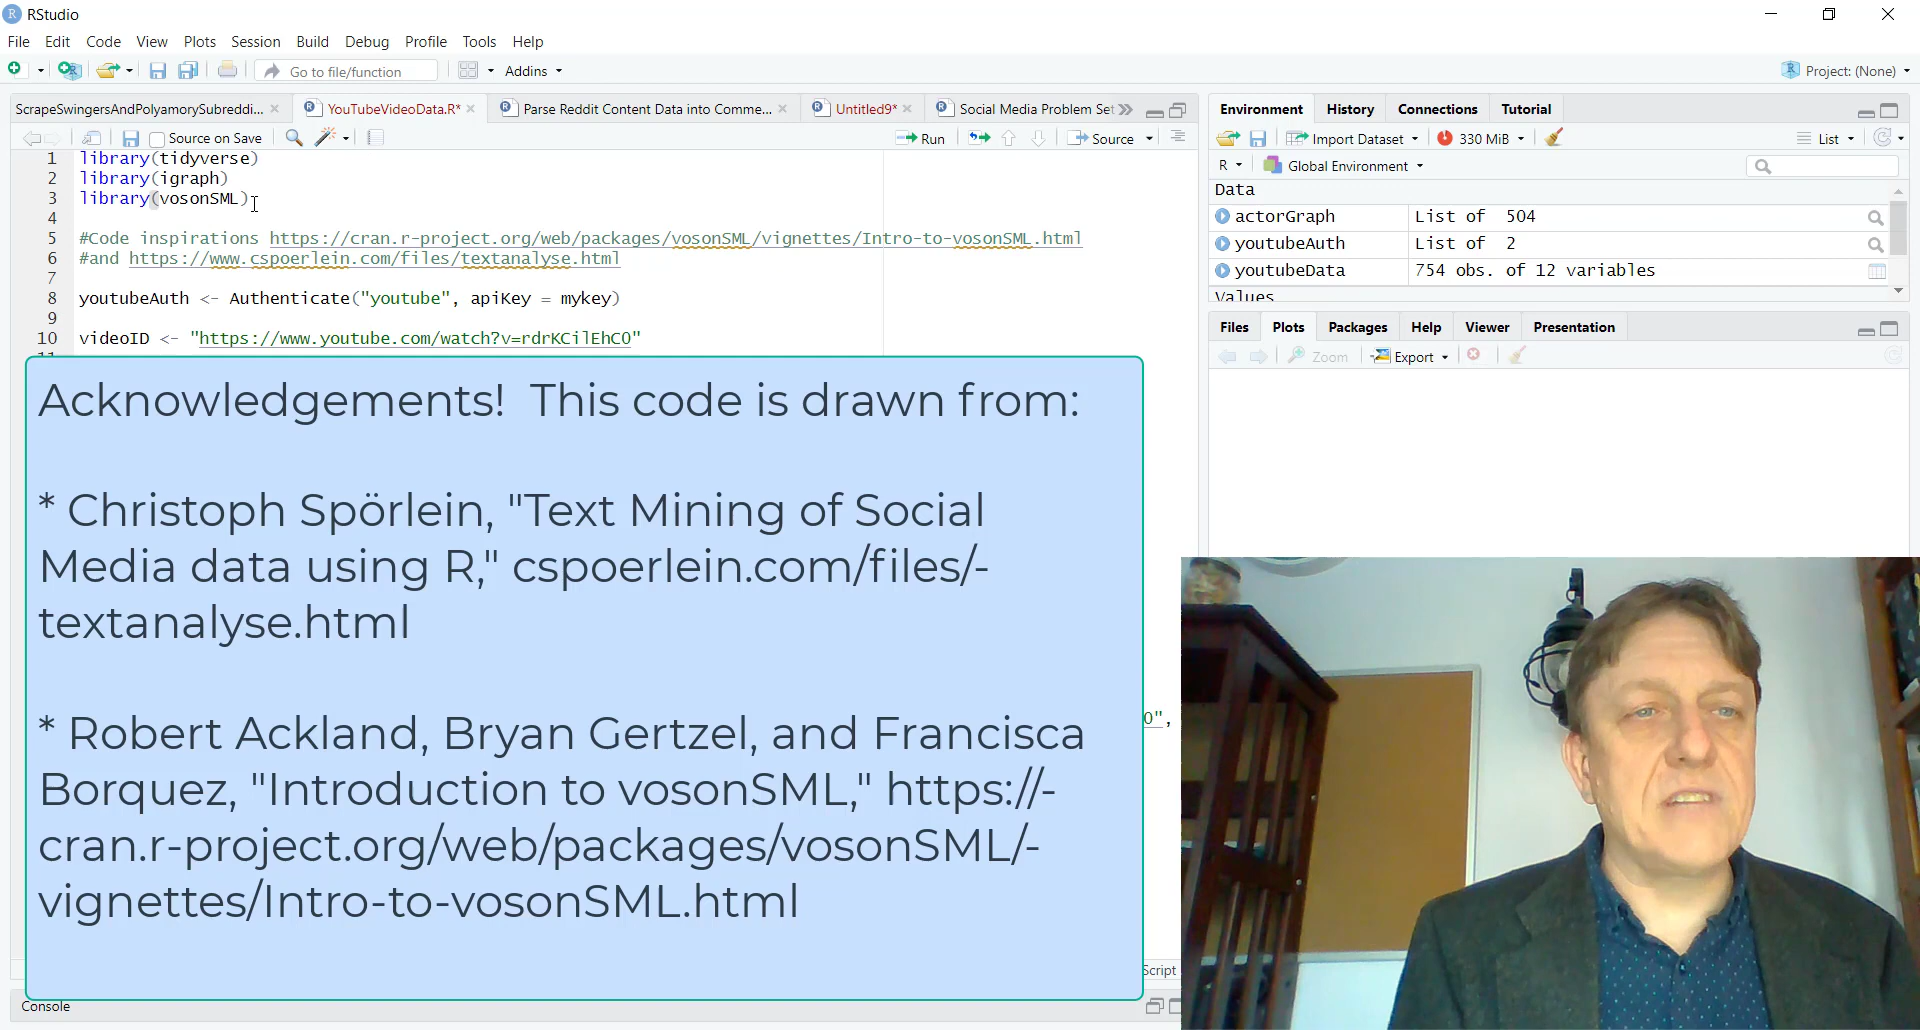 RStudio
File Edit Code View Plots Session Build Debug Profile Tools Help
Go to file/function Addins Project: (None)
ScrapeSwingersAndPolyamorySubreddi... YouTubeVideoData.R* Parse Reddit Content Data into Comme... Untitled9* Social Media Problem Set
Source on Save Run Source
1 library(tidyverse)
2 library(igraph)
3 library(vosonSML)
4
5 #Code inspirations https://cran.r-project.org/web/packages/vosonSML/vignettes/Intro-to-vosonSML.html
6 #and https://www.cspoerlein.com/files/textanalyse.html
7
8 youtubeAuth <- Authenticate("youtube", apiKey = mykey)
9
10 videoID <- "https://www.youtube.com/watch?v=rdrKCilEhC0"
Acknowledgements! This code is drawn from:
* Christoph Spörlein, "Text Mining of Social
Media data using R," cspoerlein.com/files/-
textanalyse.html
* Robert Ackland, Bryan Gertzel, and Francisca
Borquez, "Introduction to vosonSML," https://-
cran.r-project.org/web/packages/vosonSML/-
vignettes/Intro-to-vosonSML.html
0",
Script
Console
Environment History Connections Tutorial
Import Dataset 330 MiB List
R Global Environment
Data
actorGraph List of 504
youtubeAuth List of 2
youtubeData 754 obs. of 12 variables
Values
Files Plots Packages Help Viewer Presentation
Zoom Export